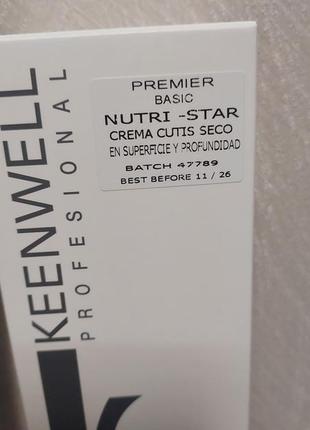 PREMIER
BASIC
NUTRI -STAR
CREMA CUTIS SECO
EN SUPERFICIE Y PROFUNDIDAD
BATCH 47789
BEST BEFORE 11 / 26
KEENWELL
PROFESIONAL